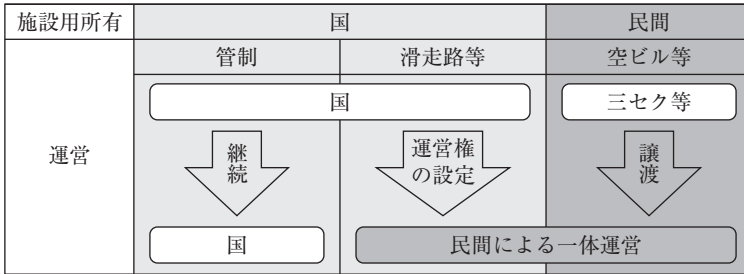 施設用所有
国
民間
管制
滑走路等
空ビル等
運営
国
三セク等
継続
運営権
の設定
譲渡
国
民間による一体運営